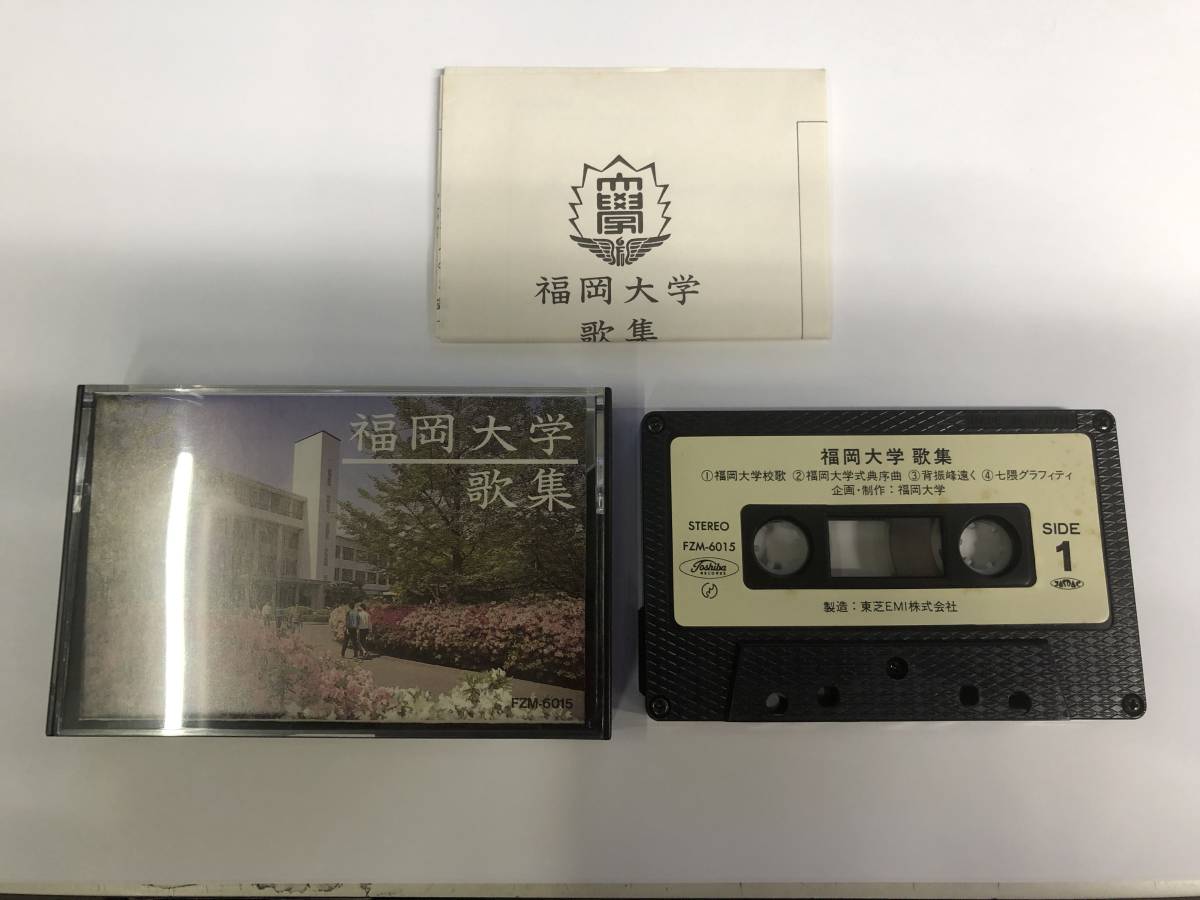 福岡大学
歌集
福岡大学
歌集
FZM-6015
福岡大学 歌集
①福岡大学校歌 ②福岡大学式典序曲 ③背振峰遠く ④七隈グラフィティ
企画・制作：福岡大学
STEREO
FZM-6015
Toshiba
RECORDS
SIDE
1
製造：東芝EMI株式会社